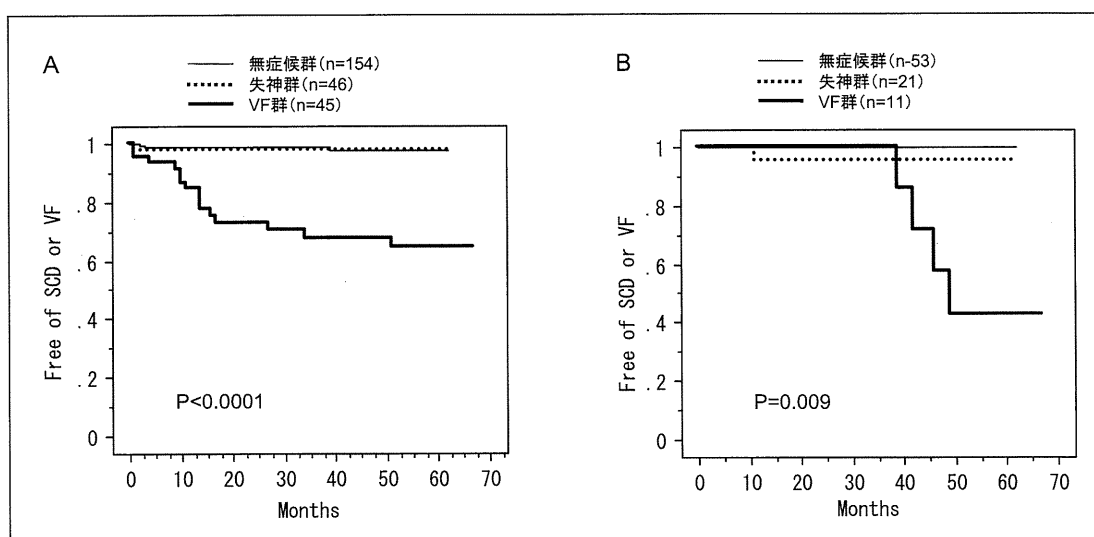 A
無症候群(n=154)
失神群(n=46)
VF群(n=45)
1
.8
.6
.4
.2
0
Free of SCD or VF
P<0.0001
0 10 20 30 40 50 60 70
Months
B
無症候群(n-53)
失神群(n=21)
VF群(n=11)
1
.8
.6
.4
.2
0
Free of SCD or VF
P=0.009
0 10 20 30 40 50 60 70
Months